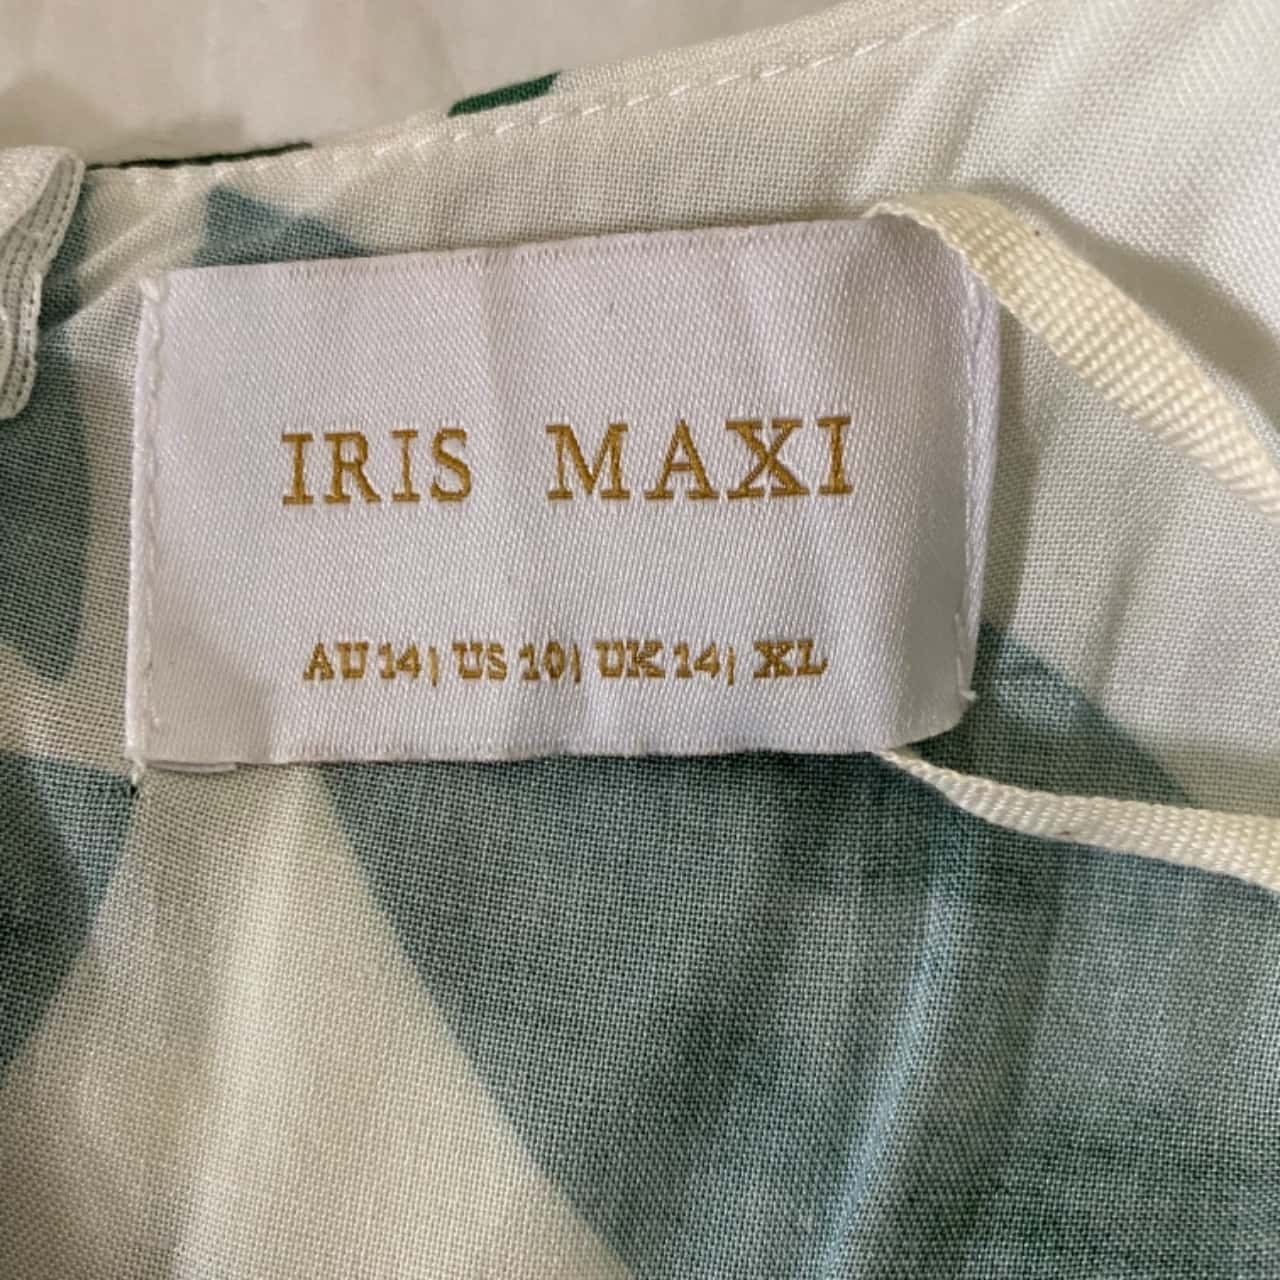 IRIS MAXI
AU 14| US 10| UK 14| XL